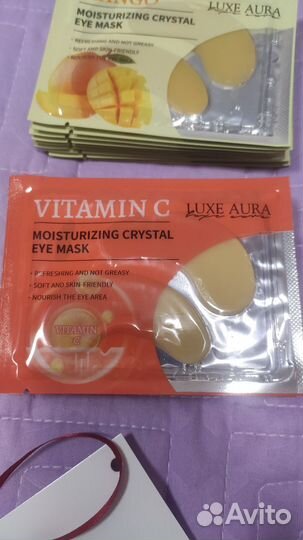 MANGO
LUXE AURA
MOISTURIZING CRYSTAL
EYE MASK
• REFRESHING AND NOT GREASY
• SOFT AND SKIN-FRIENDLY
• NOURISH THE EYE AREA
VITAMIN C
LUXE AURA
MOISTURIZING CRYSTAL
EYE MASK
• REFRESHING AND NOT GREASY
• SOFT AND SKIN-FRIENDLY
• NOURISH THE EYE AREA
VITAMIN
C
Avito